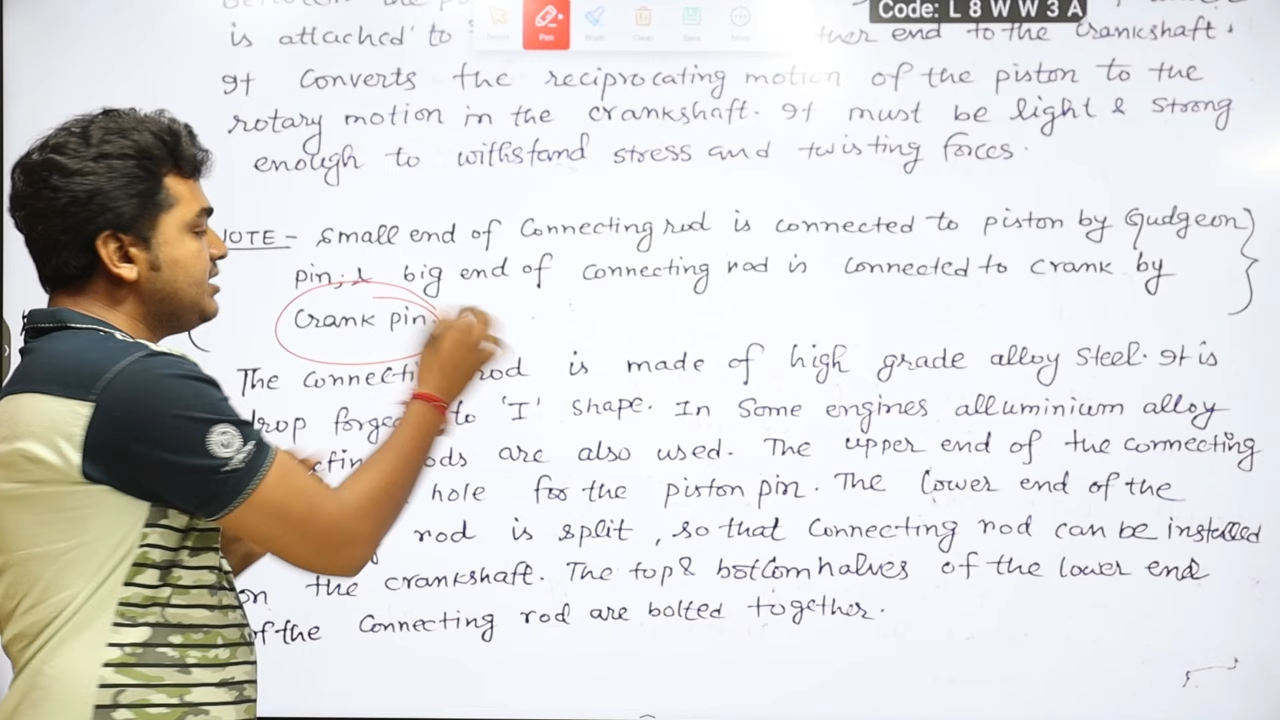 Code: L 8 W W 3 A
is attached to end to the crankshaft.
It converts the reciprocating motion of the piston to the
rotary motion in the crankshaft. It must be light & strong
enough to withstand stress and twisting forces.
NOTE - Small end of Connecting rod is connected to piston by Gudgeon
pin, & big end of connecting rod is connected to crank by
Crank pin.
The connecti rod is made of high grade alloy steel. It is
drop forged to 'I' shape. In some engines alluminium alloy
ods are also used. The upper end of the connecting
hole for the piston pin. The lower end of the
rod is split, so that Connecting rod can be installed
on the crankshaft. The top & bottom halves of the lower end
of the Connecting rod are bolted together.